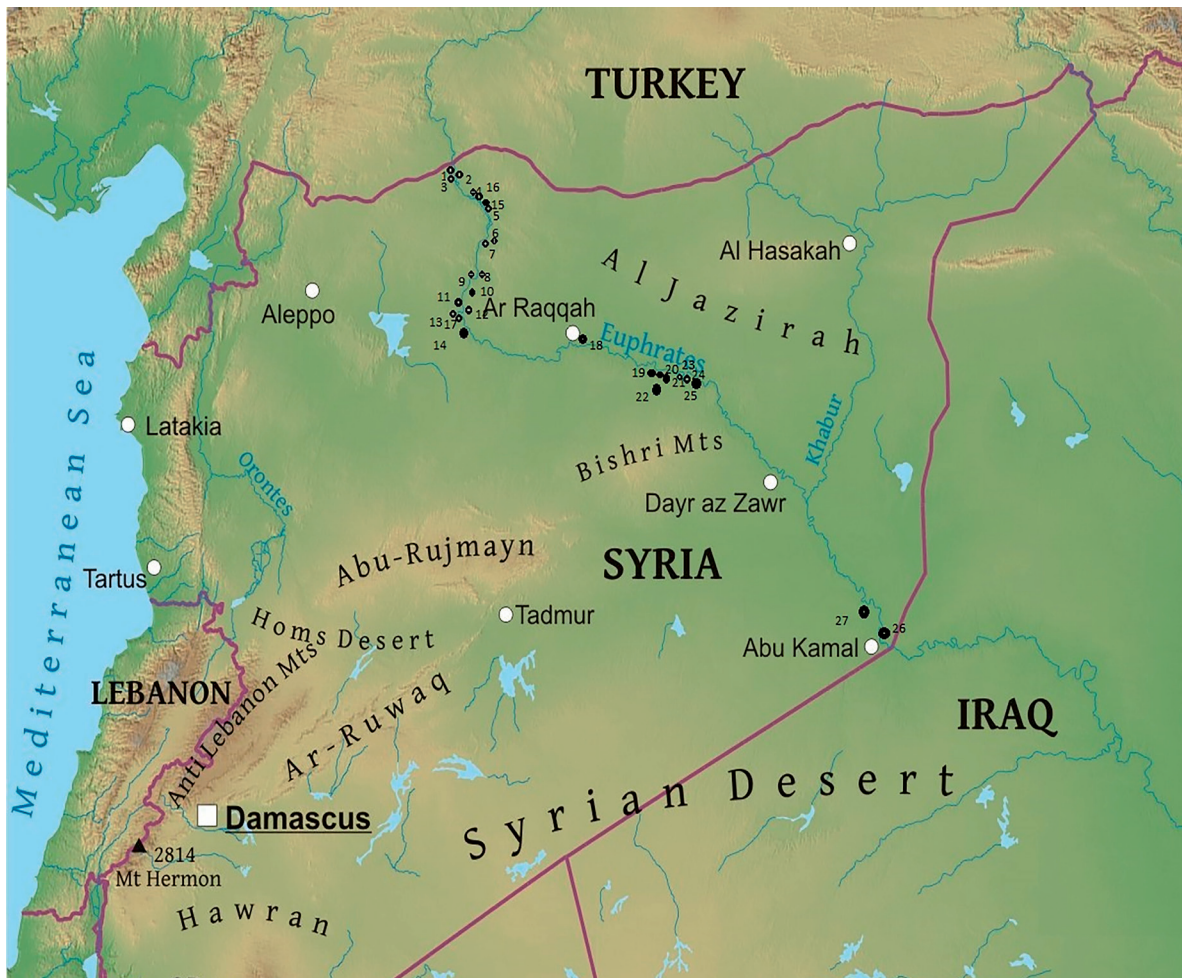 TURKEY
1
2
3
4
16
15
5
6
7
Al Hasakah
Al Jazirah
9
8
10
Aleppo
11
12
Ar Raqqah
13
17
14
18
Euphrates
19
20
23
21
24
22
25
Latakia
Khabur
Bishri Mts
Orontes
Dayr az Zawr
Mediterranean Sea
Abu-Rujmayn
SYRIA
Tartus
Homs Desert
Tadmur
27
26
Abu Kamal
LEBANON
Anti Lebanon Mts
Ar-Ruwaq
IRAQ
Syrian Desert
Damascus
2814
Mt Hermon
Hawran